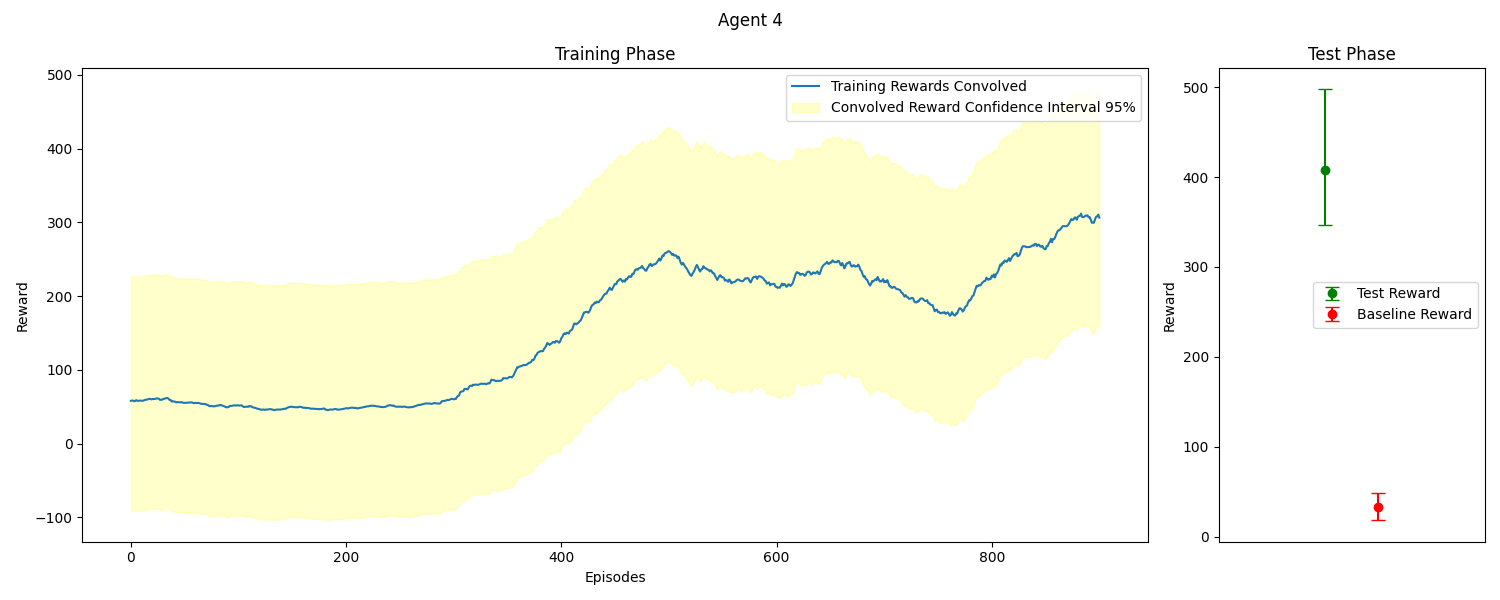 Agent 4
Training Phase
Reward
500
400
300
200
100
0
−100
0
200
400
600
800
Episodes
Training Rewards Convolved
Convolved Reward Confidence Interval 95%
Test Phase
Reward
500
400
300
200
100
0
Test Reward
Baseline Reward